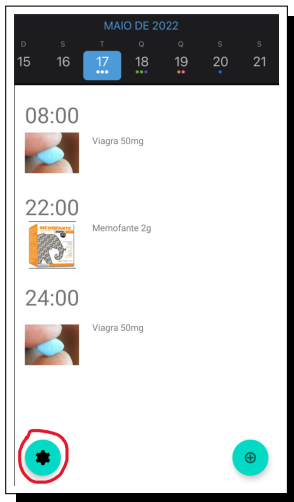 MAIO DE 2022
D S T Q Q S S
15 16 17 18 19 20 21
08:00
Viagra 50mg
22:00
MEMOFANTE
Memofante 2g
24:00
Viagra 50mg